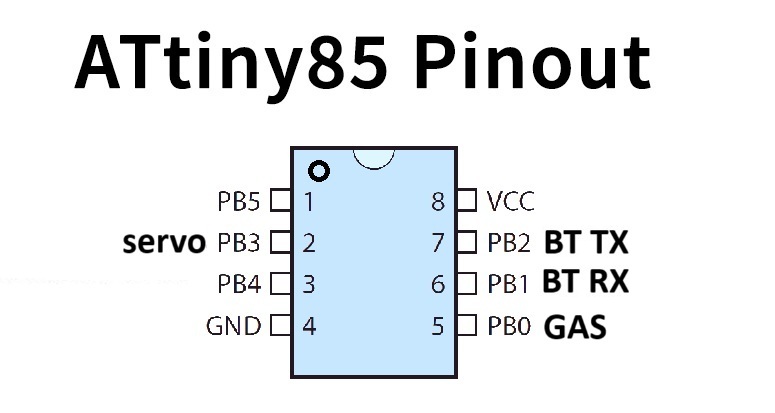 ATtiny85 Pinout
PB5 1 8 VCC
servo PB3 2 7 PB2 BT TX
PB4 3 6 PB1 BT RX
GND 4 5 PB0 GAS